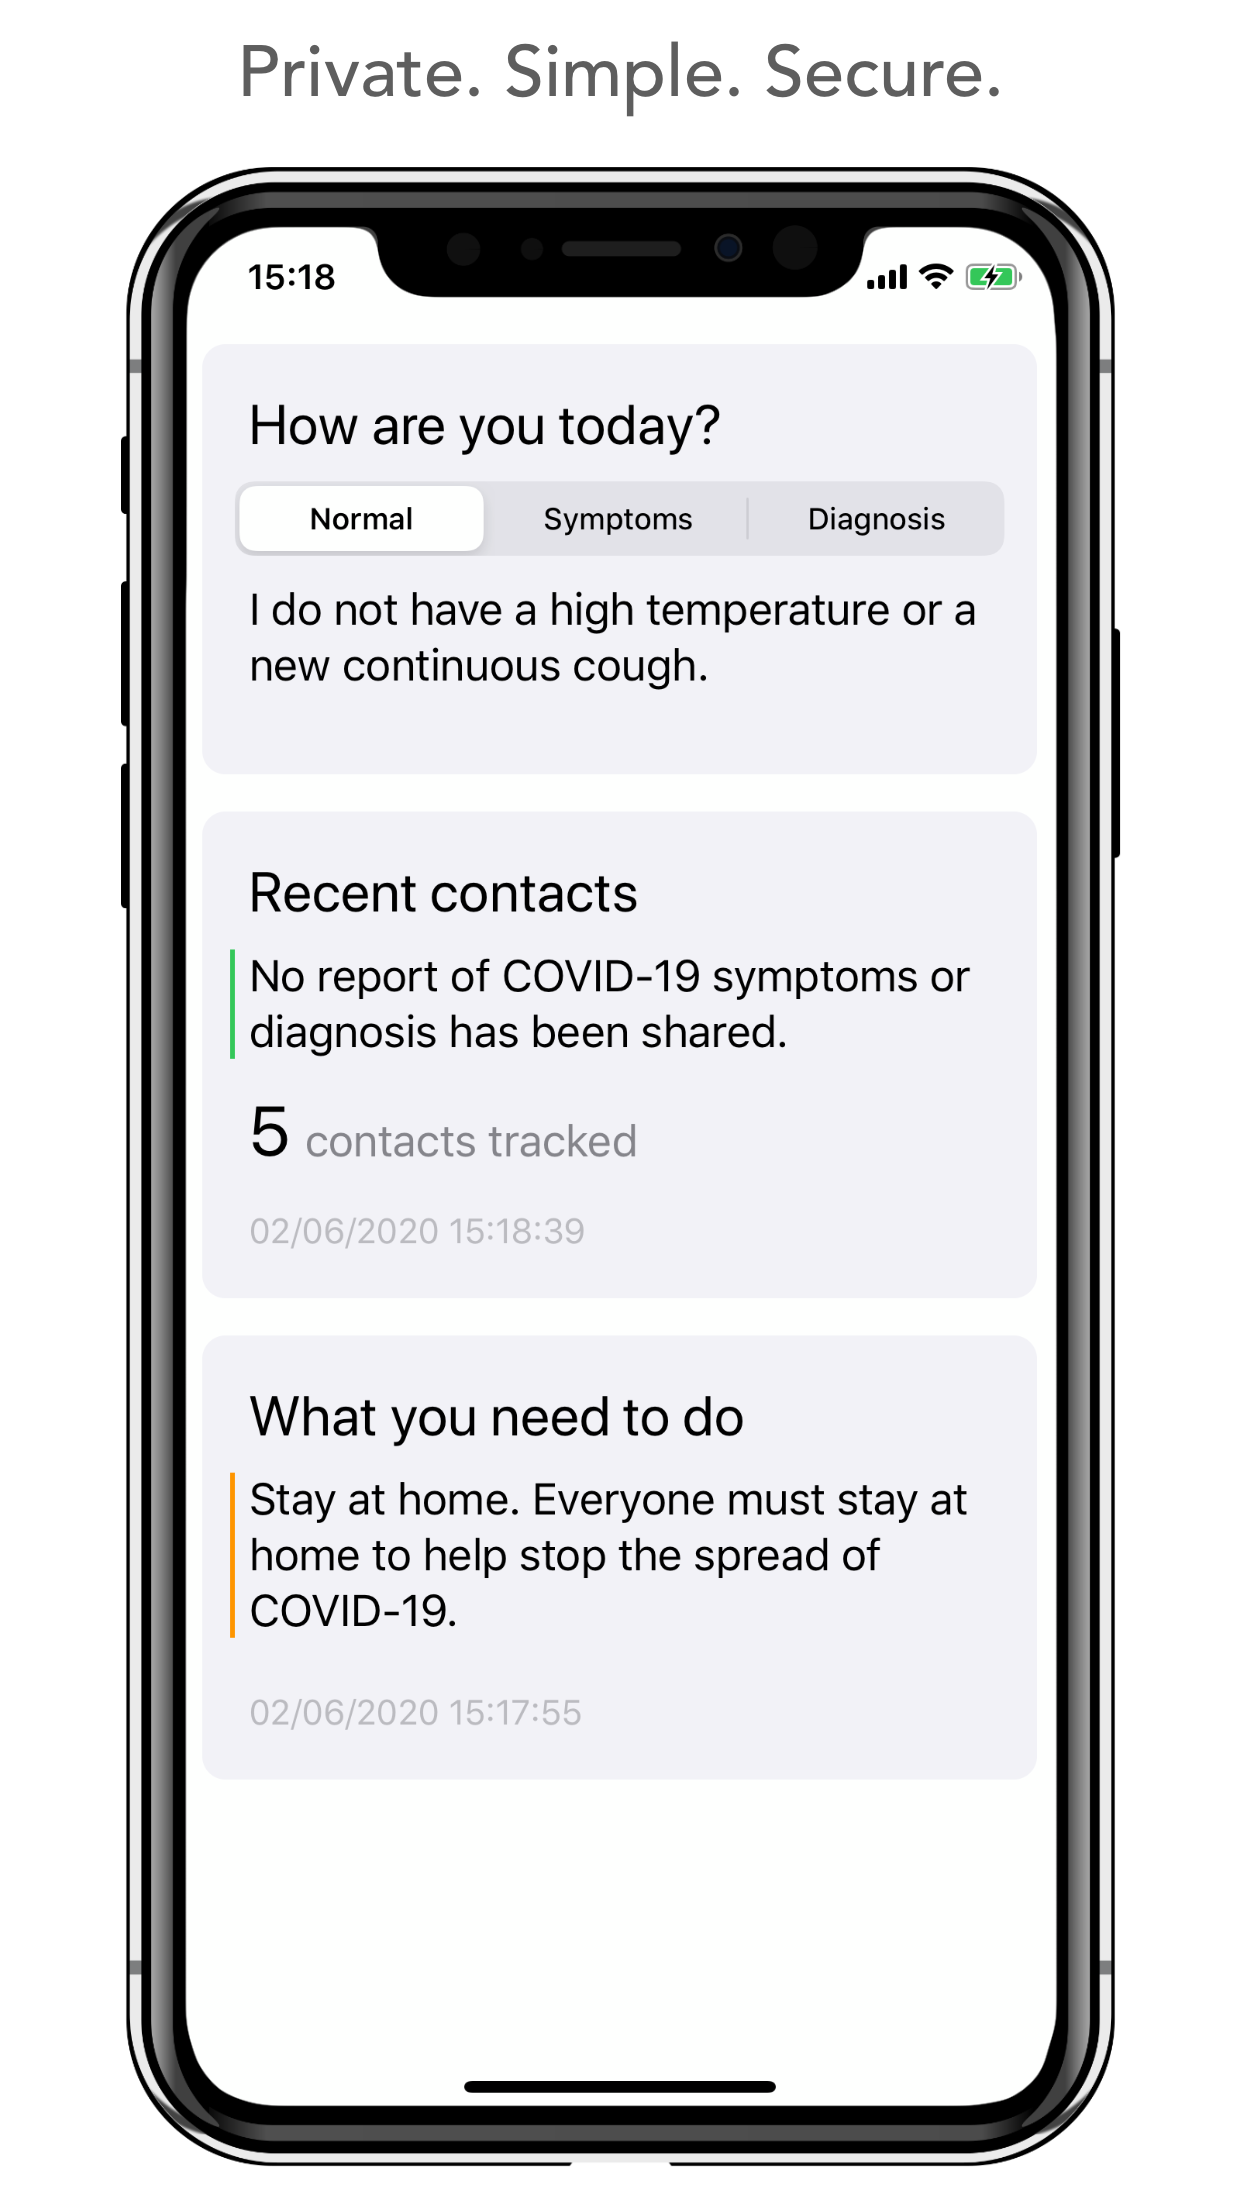 Private. Simple. Secure.
15:18
How are you today?
Normal Symptoms Diagnosis
I do not have a high temperature or a
new continuous cough.
Recent contacts
No report of COVID-19 symptoms or
diagnosis has been shared.
5 contacts tracked
02/06/2020 15:18:39
What you need to do
Stay at home. Everyone must stay at
home to help stop the spread of
COVID-19.
02/06/2020 15:17:55